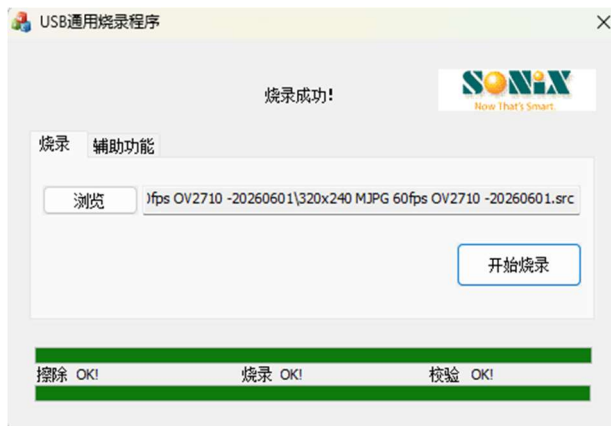 USB通用烧录程序
烧录成功!
SONiX
Now That's Smart.
烧录
辅助功能
浏览
)fps OV2710 -20260601\320x240 MJPG 60fps OV2710 -20260601.src
开始烧录
擦除 OK!
烧录 OK!
校验 OK!